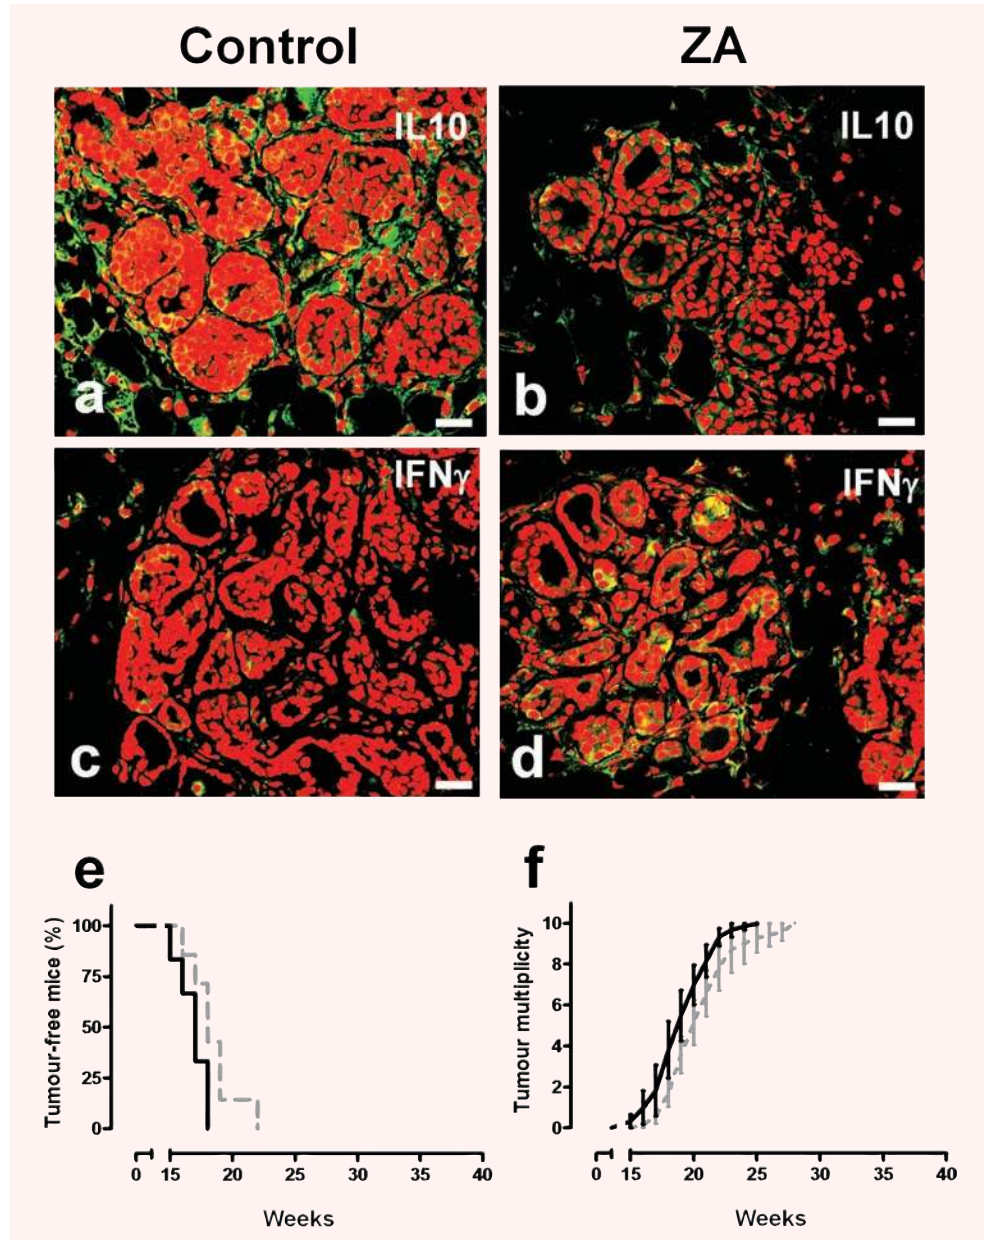 Control
ZA
IL10
a
IL10
b
IFNγ
c
IFNγ
d
e
Tumour-free mice (%)
100
75
50
25
0
0 15 20 25 30 35 40
Weeks
f
Tumour multiplicity
10
8
6
4
2
0
0 15 20 25 30 35 40
Weeks